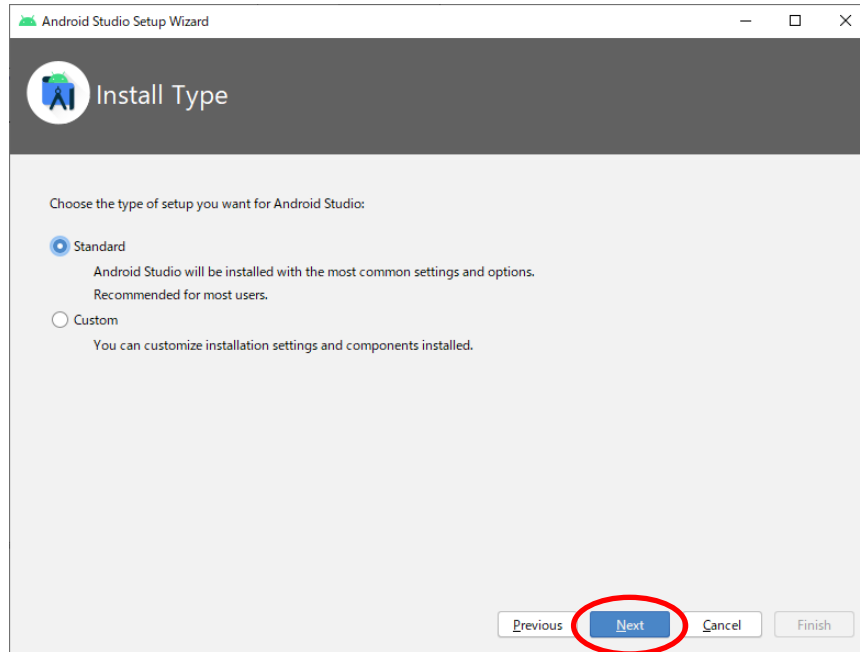 Android Studio Setup Wizard
Install Type
Choose the type of setup you want for Android Studio:
Standard
Android Studio will be installed with the most common settings and options.
Recommended for most users.
Custom
You can customize installation settings and components installed.
Previous Next Cancel Finish